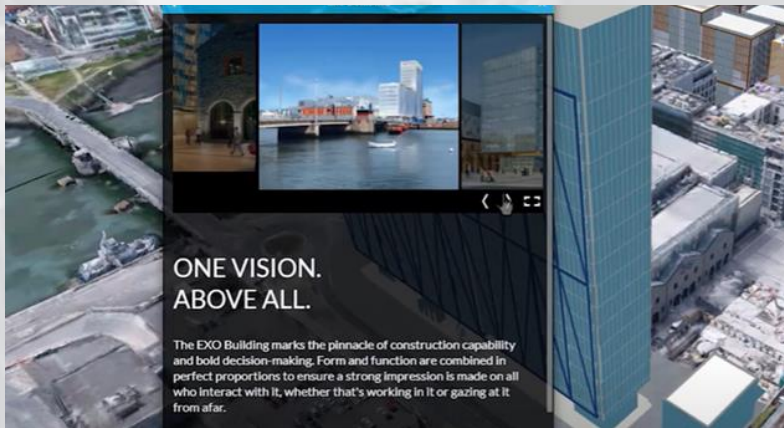 ONE VISION.
ABOVE ALL.
The EXO Building marks the pinnacle of construction capability
and bold decision-making. Form and function are combined in
perfect proportions to ensure a strong impression is made on all
who interact with it, whether that's working in it or gazing at it
from afar.